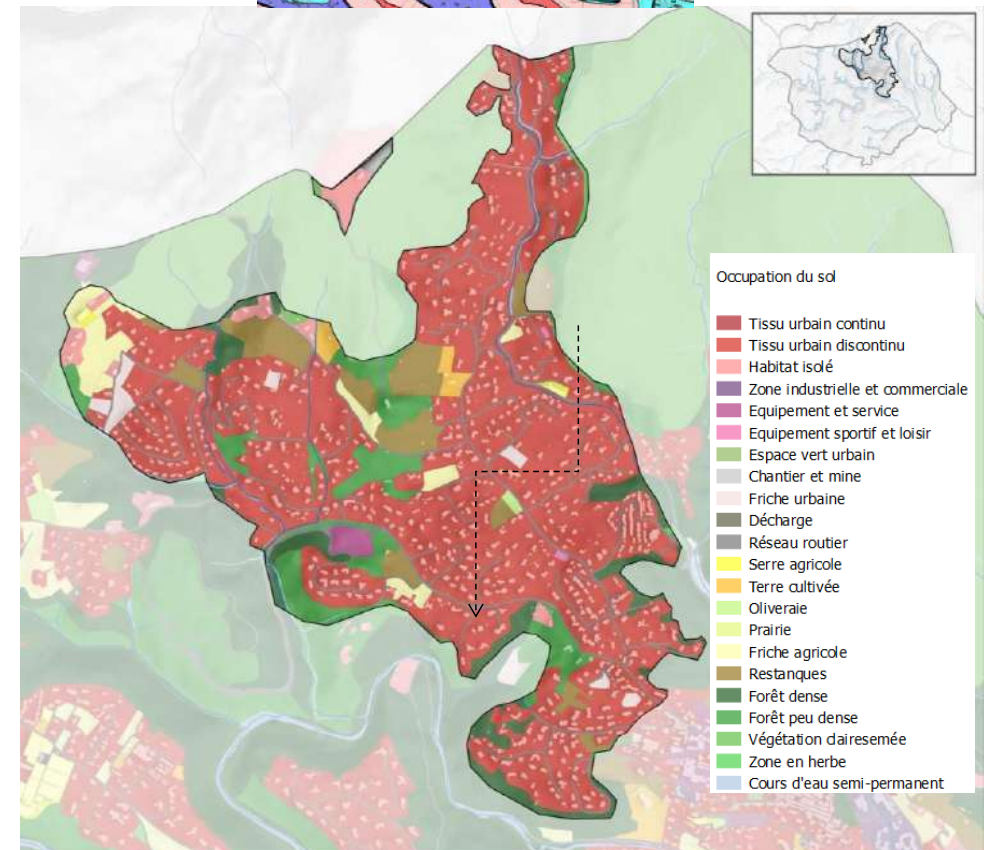 Occupation du sol
Tissu urbain continu
Tissu urbain discontinu
Habitat isolé
Zone industrielle et commerciale
Equipement et service
Equipement sportif et loisir
Espace vert urbain
Chantier et mine
Friche urbaine
Décharge
Réseau routier
Serre agricole
Terre cultivée
Oliveraie
Prairie
Friche agricole
Restanques
Forêt dense
Forêt peu dense
Végétation clairesemée
Zone en herbe
Cours d'eau semi-permanent